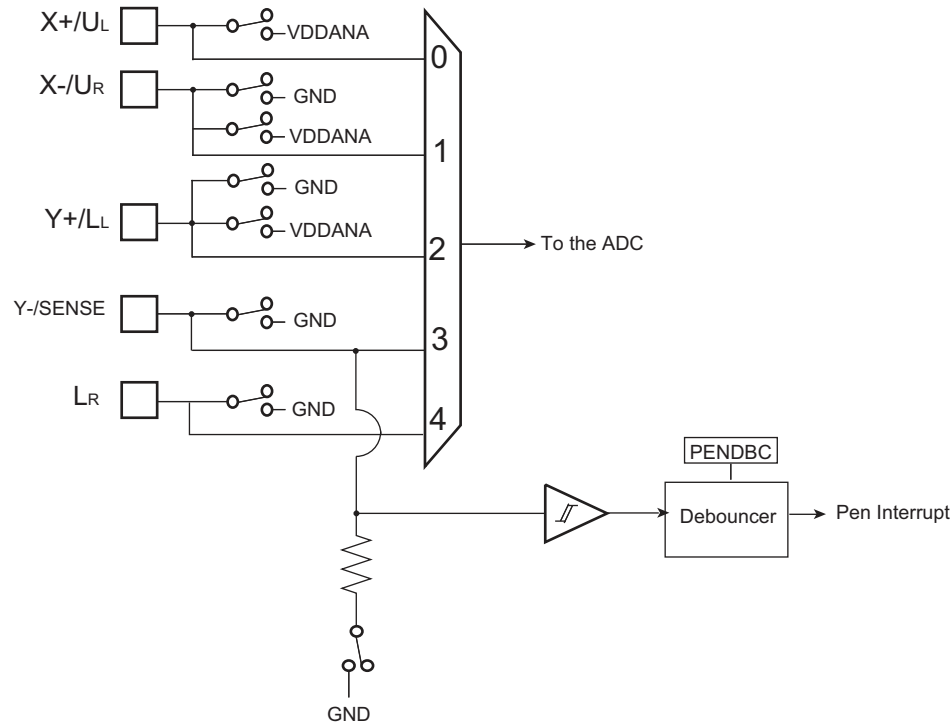 X+/UL
VDDANA
0
X-/UR
GND
VDDANA
1
GND
Y+/LL
VDDANA
2
To the ADC
Y-/SENSE
GND
3
LR
GND
4
PENDBC
Debouncer
Pen Interrupt
GND